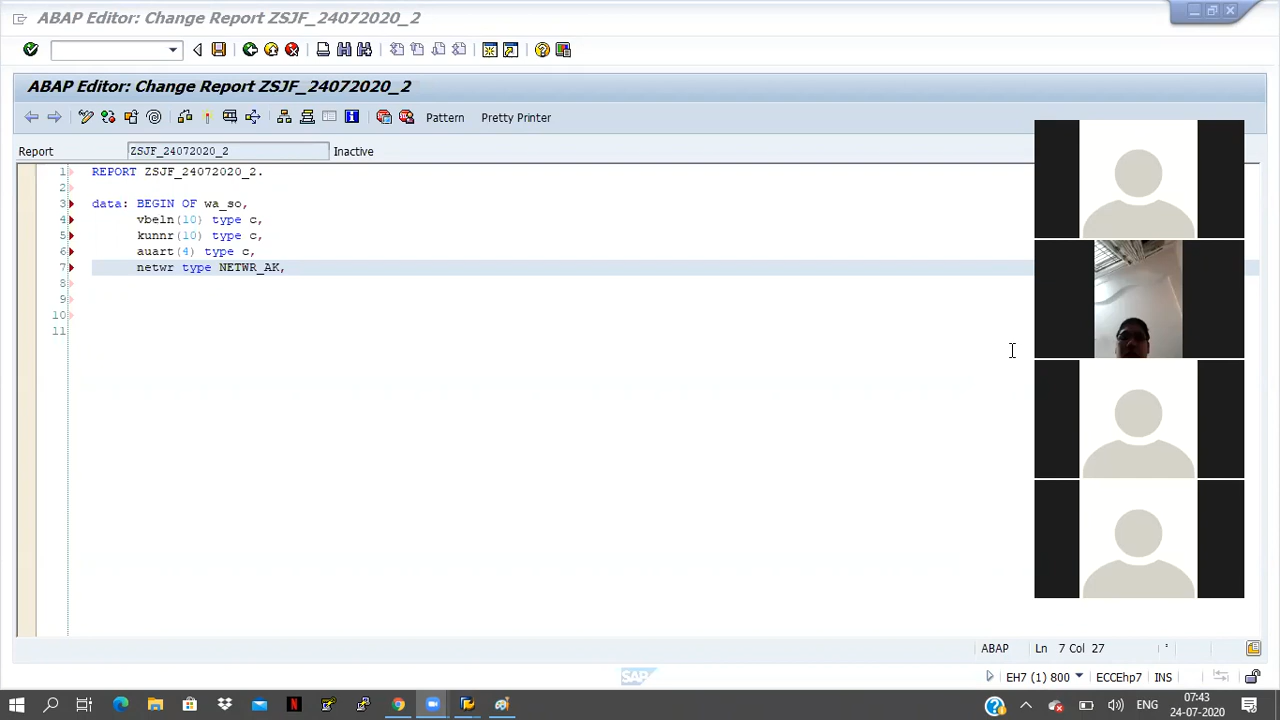 ABAP Editor: Change Report ZSJF_24072020_2
ABAP Editor: Change Report ZSJF_24072020_2
Pattern Pretty Printer
Report ZSJF_24072020_2 Inactive
1 REPORT ZSJF_24072020_2.
2
3 data: BEGIN OF wa_so,
4 vbeln(10) type c,
5 kunnr(10) type c,
6 auart(4) type c,
7 netwr type NETWR_AK,
8
9
10
11
ABAP Ln 7 Col 27
SAP
EH7 (1) 800 ECCEhp7 INS
ENG 07:43
24-07-2020